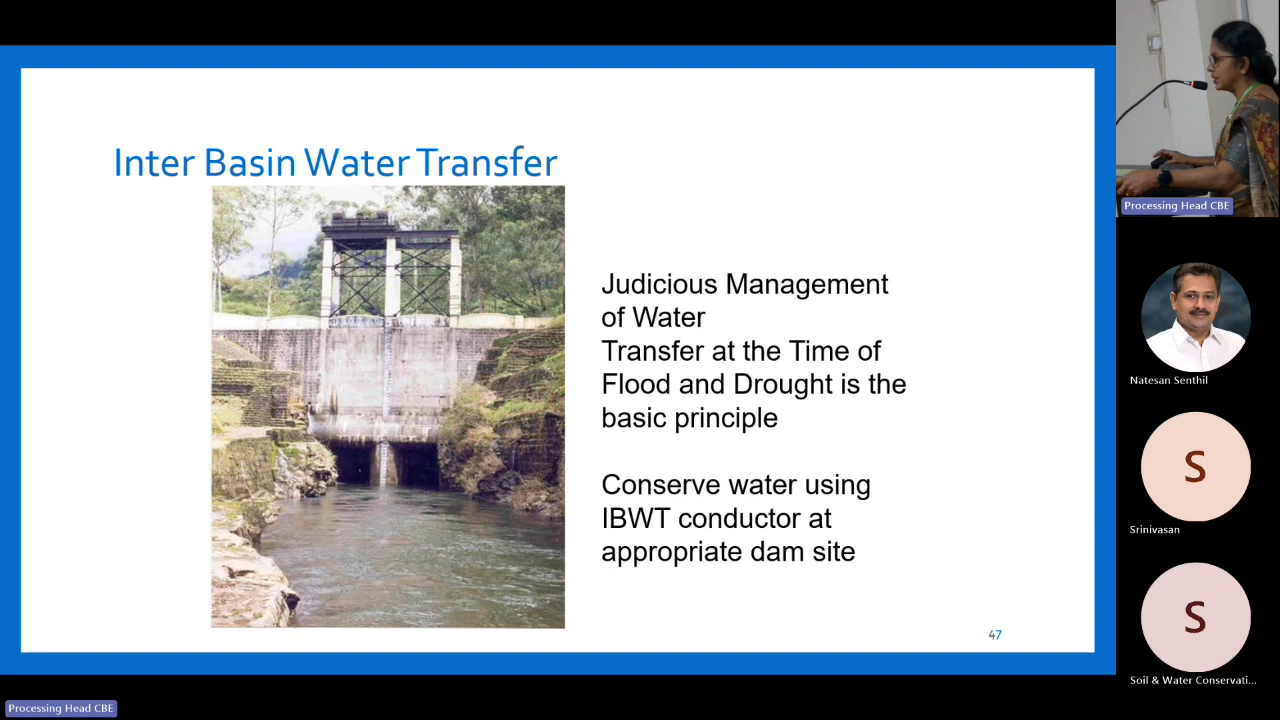 Inter Basin Water Transfer
Judicious Management
of Water
Transfer at the Time of
Flood and Drought is the
basic principle
Conserve water using
IBWT conductor at
appropriate dam site
47
Processing Head CBE
Natesan Senthil
S
Srinivasan
S
Soil & Water Conservati...
Processing Head CBE